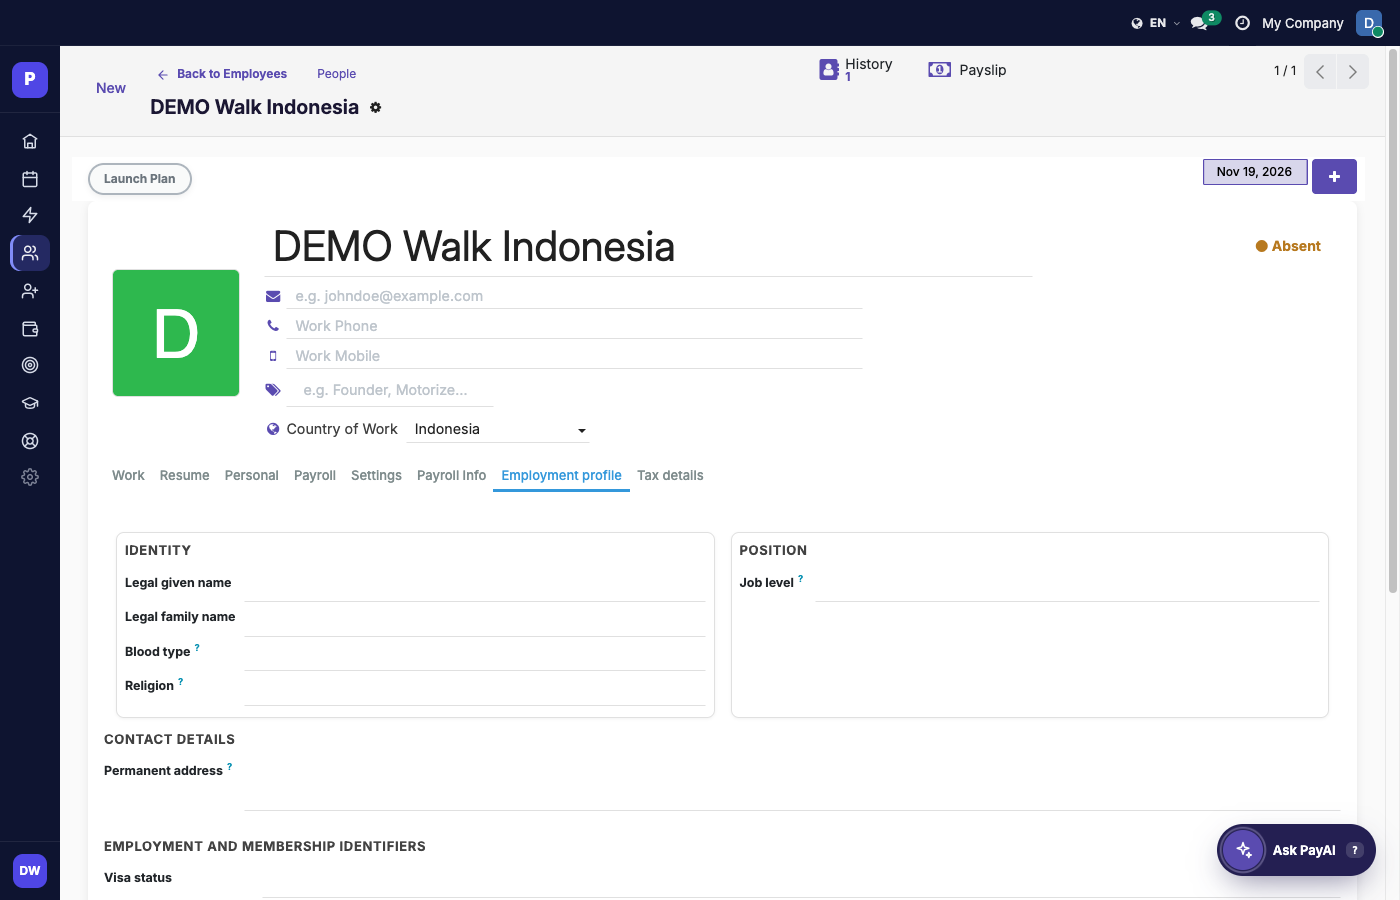 EN
3
My Company
D
P
Back to Employees
People
New
DEMO Walk Indonesia
History
1
Payslip
1 / 1
Launch Plan
Nov 19, 2026
+
DEMO Walk Indonesia
Absent
D
e.g. johndoe@example.com
Work Phone
Work Mobile
e.g. Founder, Motorize...
Country of Work
Indonesia
Work
Resume
Personal
Payroll
Settings
Payroll Info
Employment profile
Tax details
IDENTITY
Legal given name
Legal family name
Blood type ?
Religion ?
POSITION
Job level ?
CONTACT DETAILS
Permanent address ?
EMPLOYMENT AND MEMBERSHIP IDENTIFIERS
Visa status
Ask PayAI ?
DW